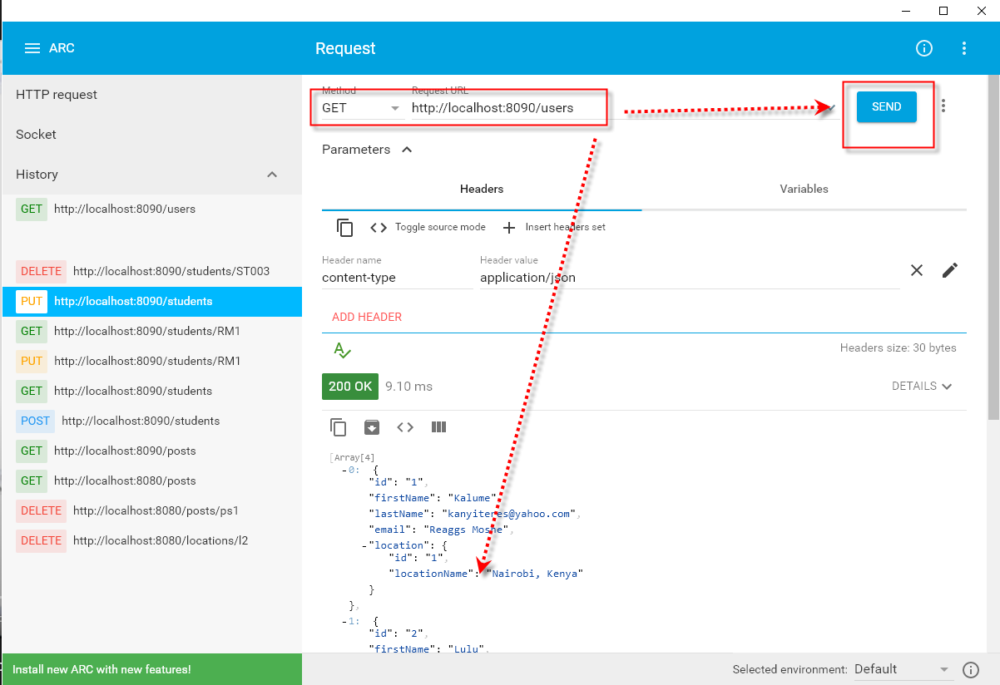 ARC
Request
HTTP request
Socket
History
GET http://localhost:8090/users
DELETE http://localhost:8090/students/ST003
PUT http://localhost:8090/students
GET http://localhost:8090/students/RM1
PUT http://localhost:8090/students/RM1
GET http://localhost:8090/students
POST http://localhost:8090/students
GET http://localhost:8090/posts
GET http://localhost:8080/posts
DELETE http://localhost:8080/posts/ps1
DELETE http://localhost:8080/locations/l2
Install new ARC with new features!
Method Request URL
GET http://localhost:8090/users
SEND
Parameters
Headers Variables
Toggle source mode Insert headers set
Header name Header value
content-type application/json
ADD HEADER
Headers size: 30 bytes
200 OK 9.10 ms DETAILS
[Array[4]
-0: {
"id": "1",
"firstName": "Kalume",
"lastName": "kanyiteres@yahoo.com",
"email": "Reaggs Moshe",
-"location": {
"id": "1",
"locationName": "Nairobi, Kenya"
}
},
-1: {
"id": "2",
"firstName": "Lulu",
Selected environment: Default